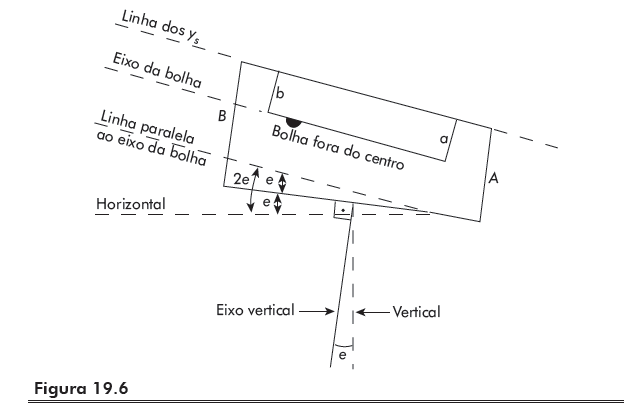 Linha dos ys
Eixo da bolha
b
B
Linha paralela
ao eixo da bolha
Bolha fora do centro
a
A
2e
e
e
Horizontal
Eixo vertical
Vertical
e
Figura 19.6